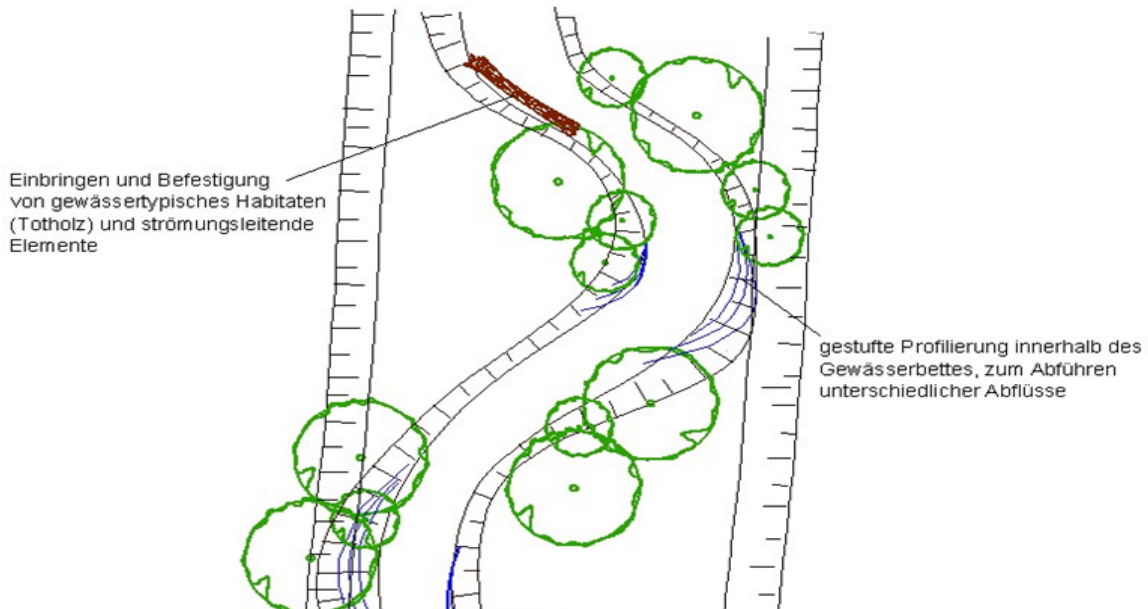 Einbringen und Befestigung
von gewässertypisches Habitaten
(Totholz) und strömungsleitende
Elemente
gestufte Profilierung innerhalb des
Gewässerbettes, zum Abführen
unterschiedlicher Abflüsse